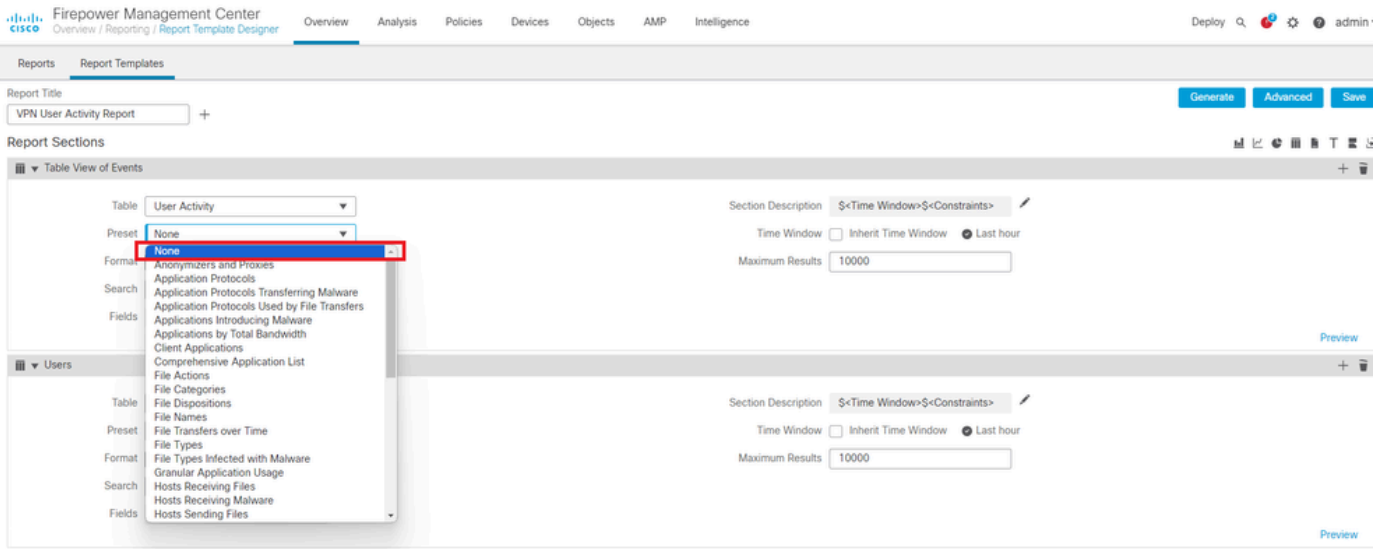 Firepower Management Center
cisco Overview / Reporting / Report Template Designer
Overview Analysis Policies Devices Objects AMP Intelligence
Deploy admin
Reports Report Templates
Report Title
Generate Advanced Save
VPN User Activity Report
Report Sections
Table View of Events
Table User Activity
Section Description $<Time Window>$<Constraints>
Preset None
Time Window Inherit Time Window Last hour
None
Format
Maximum Results 10000
Anonymizers and Proxies
Application Protocols
Search
Application Protocols Transferring Malware
Application Protocols Used by File Transfers
Fields
Applications Introducing Malware
Applications by Total Bandwidth
Preview
Client Applications
Comprehensive Application List
Users
File Actions
File Categories
Table
File Dispositions
Section Description $<Time Window>$<Constraints>
File Names
Preset
File Transfers over Time
Time Window Inherit Time Window Last hour
File Types
Format
File Types Infected with Malware
Maximum Results 10000
Granular Application Usage
Search
Hosts Receiving Files
Hosts Receiving Malware
Fields
Hosts Sending Files
Preview